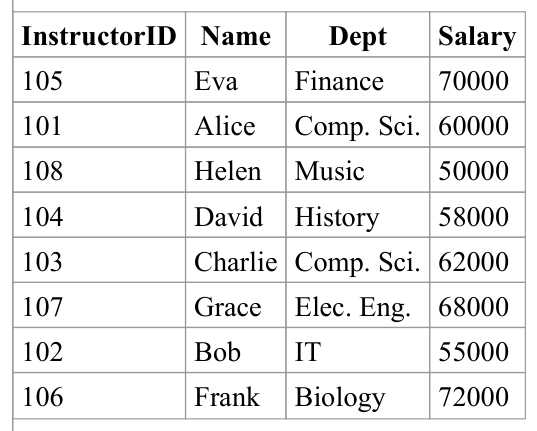 InstructorID Name Dept Salary
105 Eva Finance 70000
101 Alice Comp. Sci. 60000
108 Helen Music 50000
104 David History 58000
103 Charlie Comp. Sci. 62000
107 Grace Elec. Eng. 68000
102 Bob IT 55000
106 Frank Biology 72000